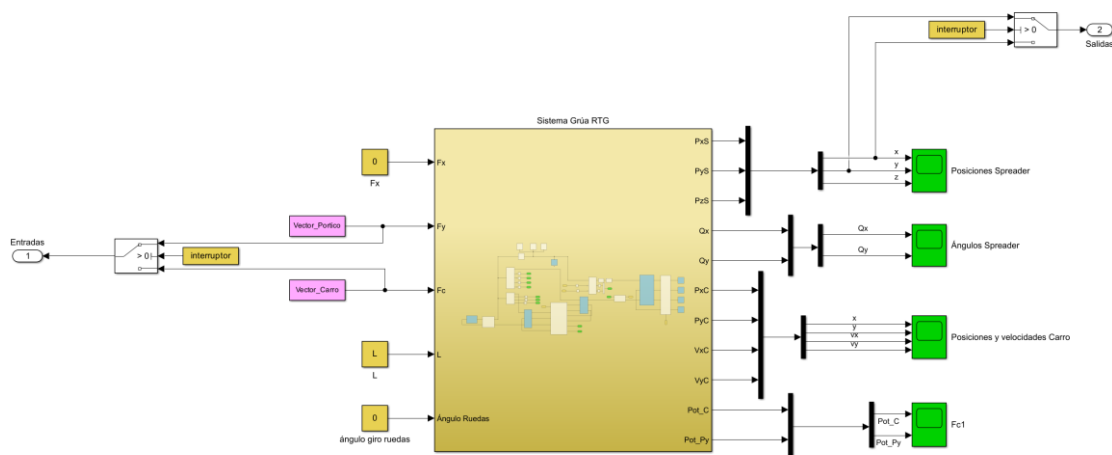 interruptor
> 0
2
Salidas
Sistema Grúa RTG
0
Fx
Fx
PxS
PyS
PzS
x
y
z
Posiciones Spreader
Entradas
1
> 0
interruptor
Vector_Portico
Fy
Qx
Qy
Qx
Qy
Ángulos Spreader
Vector_Carro
Fc
PxC
PyC
VxC
VyC
x
y
vx
vy
Posiciones y velocidades Carro
L
L
L
0
ángulo giro ruedas
Ángulo Ruedas
Pot_C
Pot_Py
Pot_C
Pot_Py
Fc1